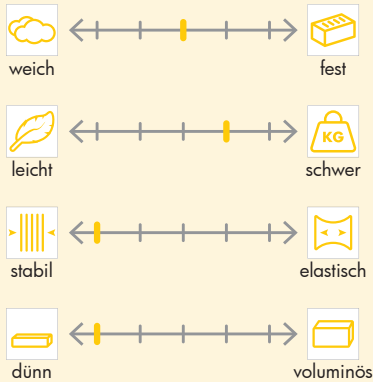 weich fest
KG
leicht schwer
stabil elastisch
dünn voluminös